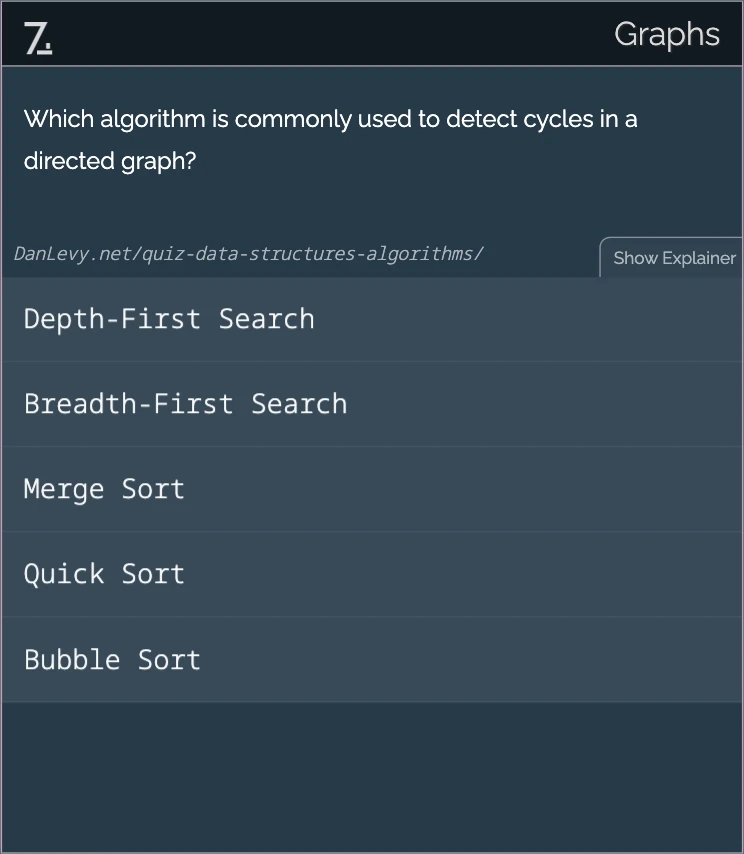 7.
Graphs
Which algorithm is commonly used to detect cycles in a
directed graph?
DanLevy.net/quiz-data-structures-algorithms/
Show Explainer
Depth-First Search
Breadth-First Search
Merge Sort
Quick Sort
Bubble Sort